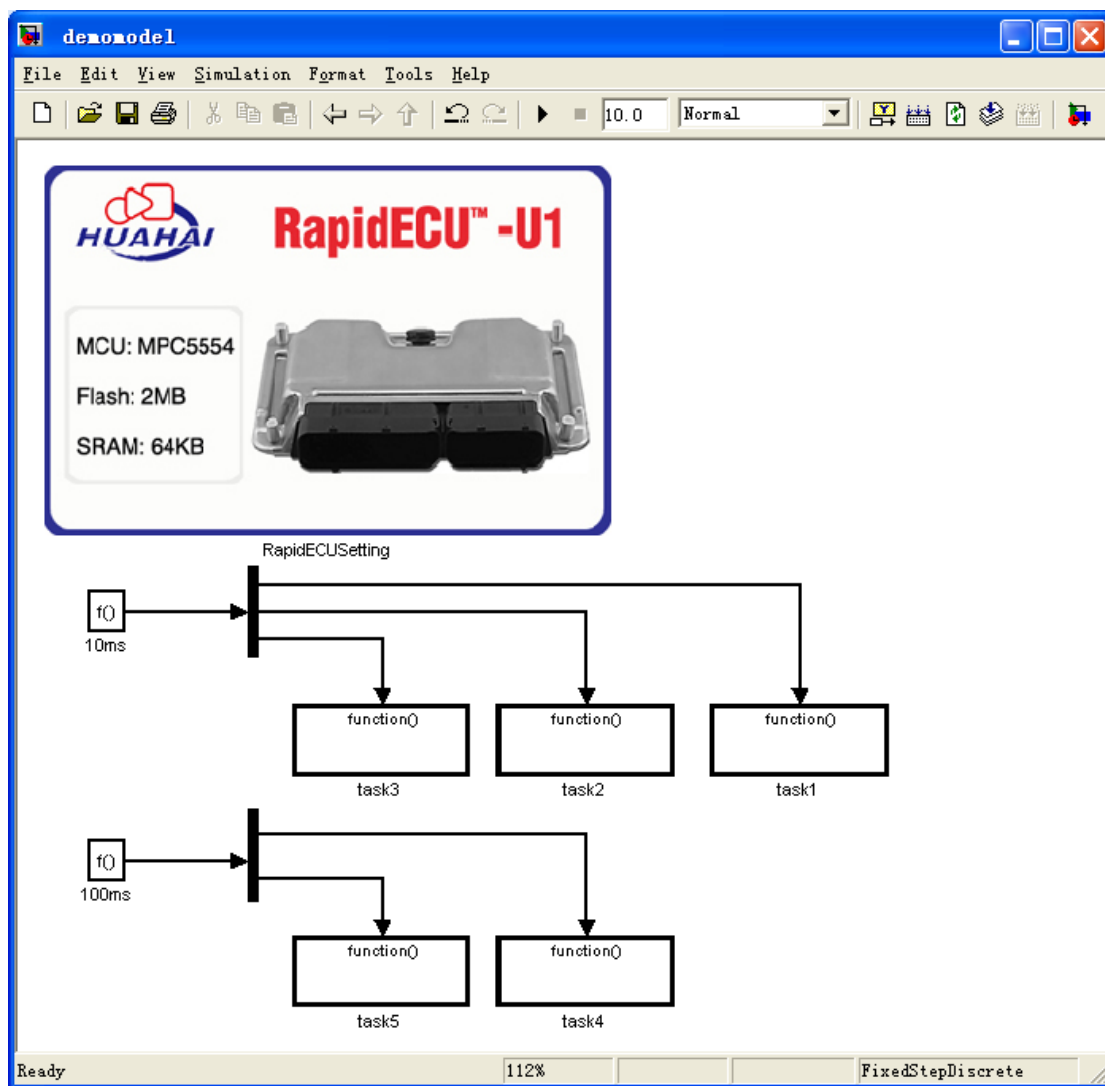 demomodel
File Edit View Simulation Format Tools Help
10.0 Normal
HUAHAI
RapidECU™ -U1
MCU: MPC5554
Flash: 2MB
SRAM: 64KB
RapidECUSetting
f()
10ms
function() function() function()
task3 task2 task1
f()
100ms
function() function()
task5 task4
Ready 112% FixedStepDiscrete